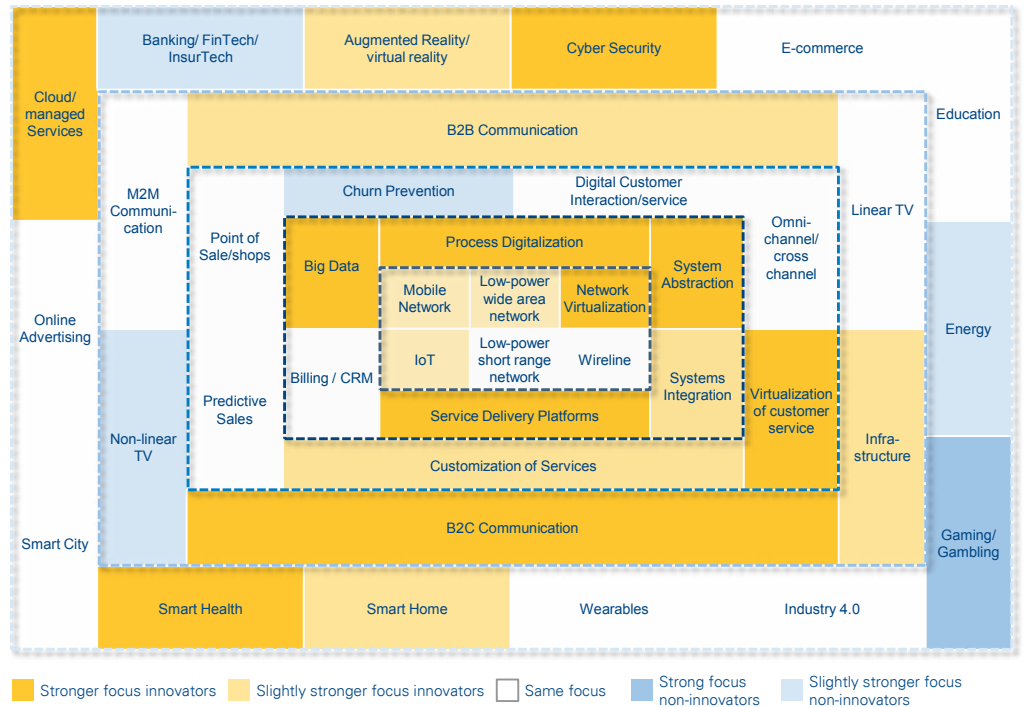 Banking/ FinTech/
InsurTech
Augmented Reality/
virtual reality
Cyber Security
E-commerce
Cloud/
managed
Services
Education
B2B Communication
M2M
Communi-
cation
Linear TV
Churn Prevention
Digital Customer
Interaction/service
Point of
Sale/shops
Omni-
channel/
cross
channel
Big Data
Process Digitalization
System
Abstraction
Mobile
Network
Low-power
wide area
network
Network
Virtualization
Online
Advertising
Energy
IoT
Low-power
short range
network
Wireline
Billing / CRM
Systems
Integration
Predictive
Sales
Virtualization
of customer
service
Service Delivery Platforms
Non-linear
TV
Infra-
structure
Customization of Services
B2C Communication
Smart City
Gaming/
Gambling
Smart Health
Smart Home
Wearables
Industry 4.0
Stronger focus innovators
Slightly stronger focus innovators
Same focus
Strong focus
non-innovators
Slightly stronger focus
non-innovators